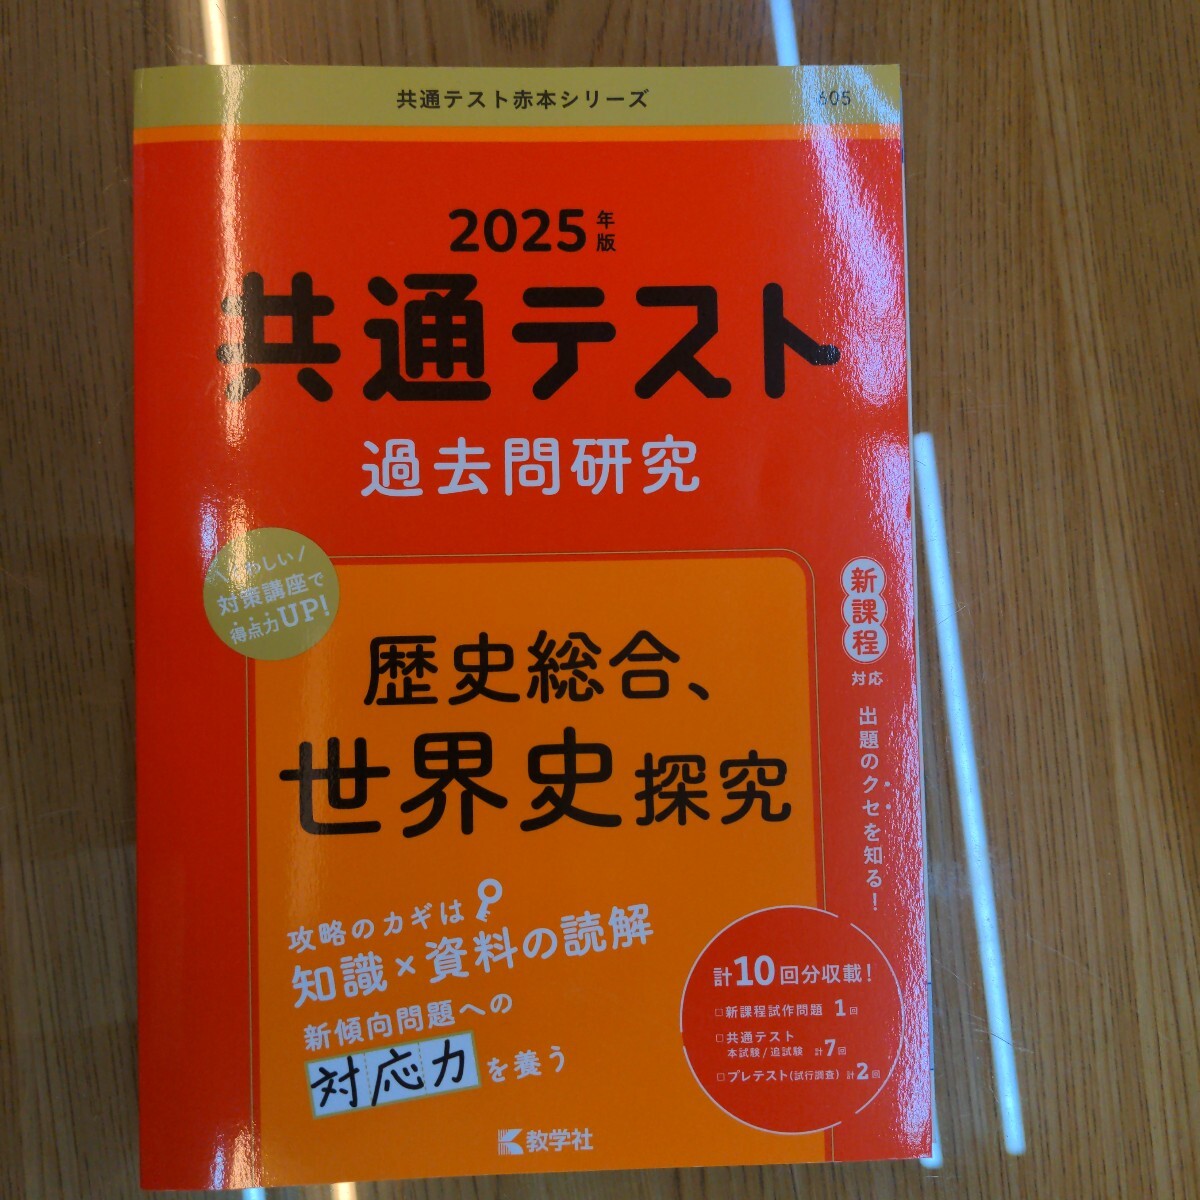 共通テスト赤本シリーズ
605
2025年版
共通テスト
過去問研究
対策講座で
得点力UP!
歴史総合、
世界史探究
新課程
対応
出題のクセを知る!
攻略のカギは
知識×資料の読解
新傾向問題への
対応力を養う
計10回分収載!
□新課程試作問題 1回
□共通テスト
本試験/追試験 計7回
□プレテスト(試行調査) 計2回
教学社